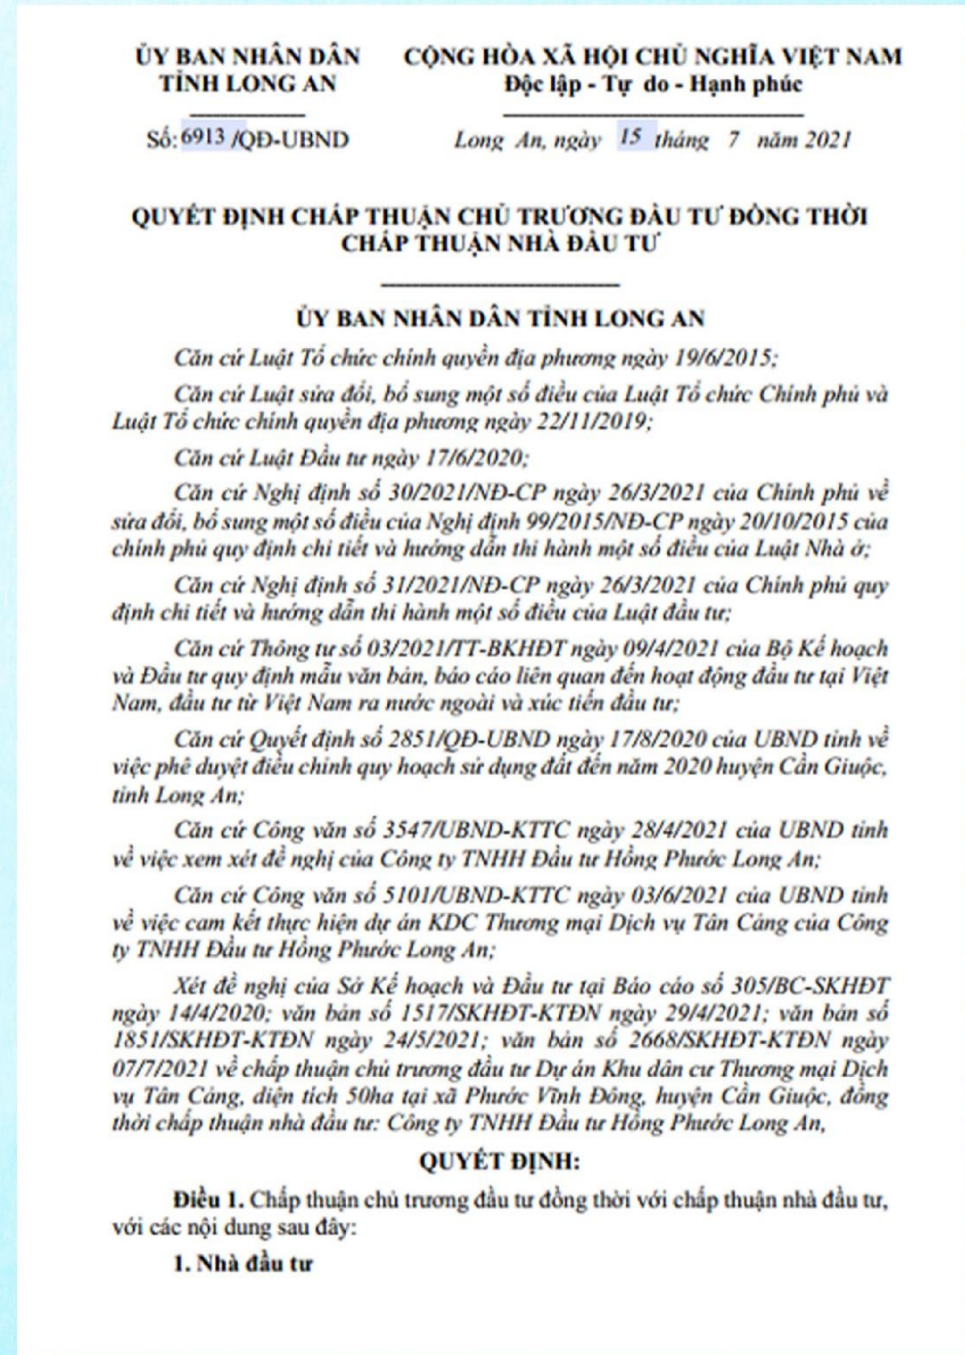 ỦY BAN NHÂN DÂN
TỈNH LONG AN
CỘNG HÒA XÃ HỘI CHỦ NGHĨA VIỆT NAM
Độc lập - Tự do - Hạnh phúc
Số: 6913 /QĐ-UBND
Long An, ngày 15 tháng 7 năm 2021
QUYẾT ĐỊNH CHẤP THUẬN CHỦ TRƯƠNG ĐẦU TƯ ĐỒNG THỜI
CHẤP THUẬN NHÀ ĐẦU TƯ
ỦY BAN NHÂN DÂN TỈNH LONG AN
Căn cứ Luật Tổ chức chính quyền địa phương ngày 19/6/2015;
Căn cứ Luật sửa đổi, bổ sung một số điều của Luật Tổ chức Chính phủ và
Luật Tổ chức chính quyền địa phương ngày 22/11/2019;
Căn cứ Luật Đầu tư ngày 17/6/2020;
Căn cứ Nghị định số 30/2021/NĐ-CP ngày 26/3/2021 của Chính phủ về
sửa đổi, bổ sung một số điều của Nghị định 99/2015/NĐ-CP ngày 20/10/2015 của
chính phủ quy định chi tiết và hướng dẫn thi hành một số điều của Luật Nhà ở;
Căn cứ Nghị định số 31/2021/NĐ-CP ngày 26/3/2021 của Chính phủ quy
định chi tiết và hướng dẫn thi hành một số điều của Luật đầu tư;
Căn cứ Thông tư số 03/2021/TT-BKHĐT ngày 09/4/2021 của Bộ Kế hoạch
và Đầu tư quy định mẫu văn bản, báo cáo liên quan đến hoạt động đầu tư tại Việt
Nam, đầu tư từ Việt Nam ra nước ngoài và xúc tiến đầu tư;
Căn cứ Quyết định số 2851/QĐ-UBND ngày 17/8/2020 của UBND tỉnh về
việc phê duyệt điều chỉnh quy hoạch sử dụng đất đến năm 2020 huyện Cần Giuộc,
tỉnh Long An;
Căn cứ Công văn số 3547/UBND-KTTC ngày 28/4/2021 của UBND tỉnh
về việc xem xét đề nghị của Công ty TNHH Đầu tư Hồng Phước Long An;
Căn cứ Công văn số 5101/UBND-KTTC ngày 03/6/2021 của UBND tỉnh
về việc cam kết thực hiện dự án KDC Thương mại Dịch vụ Tân Cảng của Công
ty TNHH Đầu tư Hồng Phước Long An;
Xét đề nghị của Sở Kế hoạch và Đầu tư tại Báo cáo số 305/BC-SKHĐT
ngày 14/4/2020; văn bản số 1517/SKHĐT-KTĐN ngày 29/4/2021; văn bản số
1851/SKHĐT-KTĐN ngày 24/5/2021; văn bản số 2668/SKHĐT-KTĐN ngày
07/7/2021 về chấp thuận chủ trương đầu tư Dự án Khu dân cư Thương mại Dịch
vụ Tân Cảng, diện tích 50ha tại xã Phước Vĩnh Đông, huyện Cần Giuộc, đồng
thời chấp thuận nhà đầu tư: Công ty TNHH Đầu tư Hồng Phước Long An,
QUYẾT ĐỊNH:
Điều 1. Chấp thuận chủ trương đầu tư đồng thời với chấp thuận nhà đầu tư,
với các nội dung sau đây:
1. Nhà đầu tư